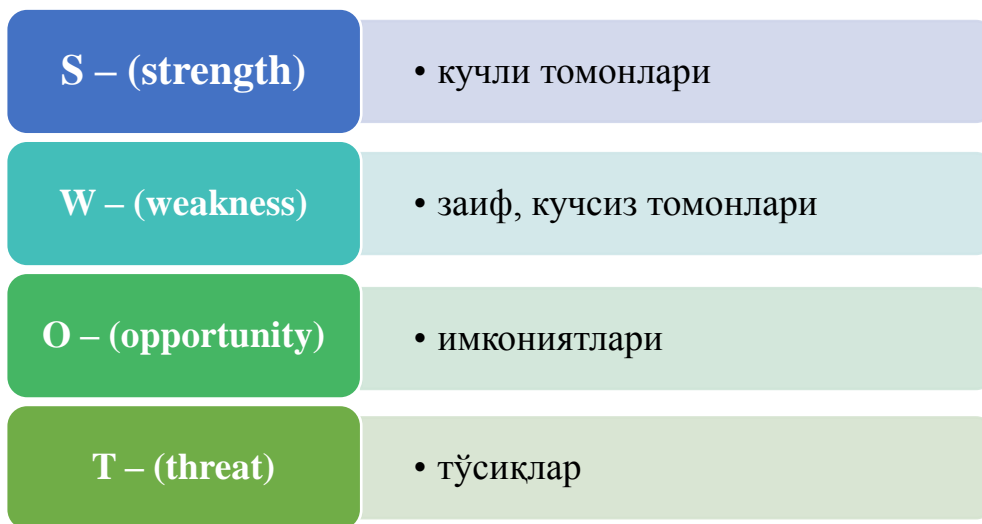 S – (strength)
• кучли томонлари
W – (weakness)
• заиф, кучсиз томонлари
O – (opportunity)
• имкониятлари
T – (threat)
• тўсиқлар